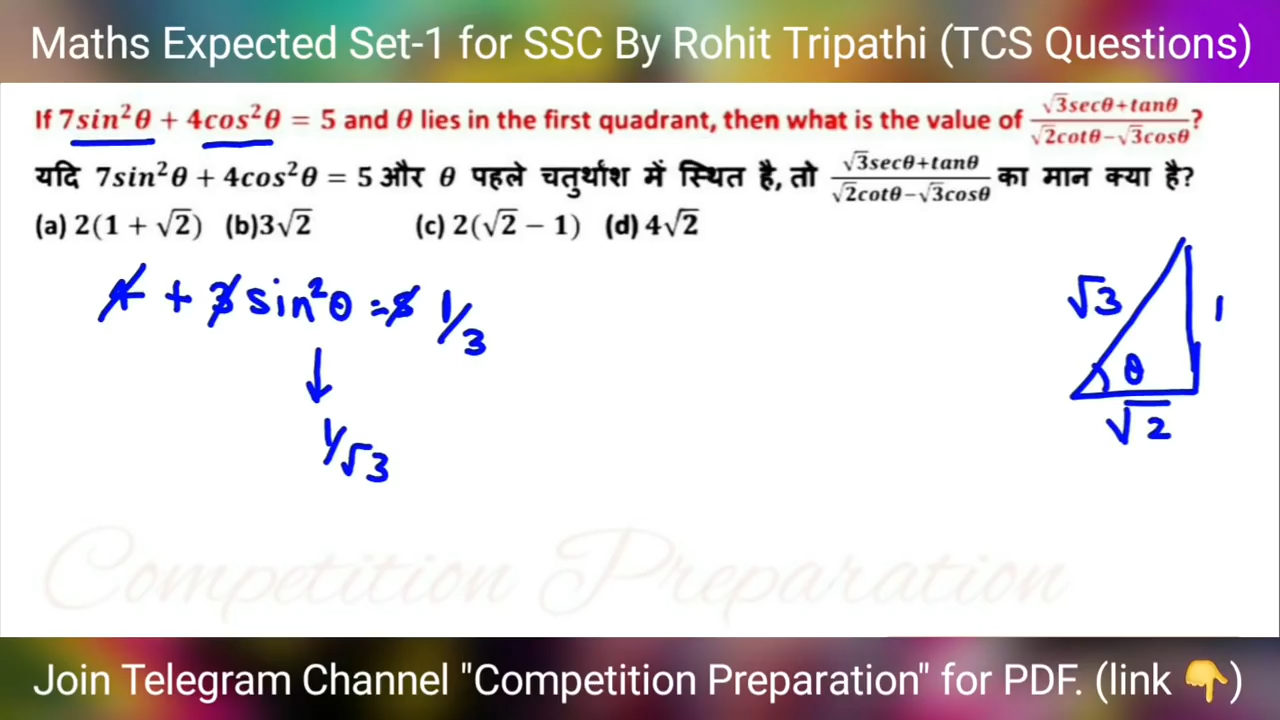 Maths Expected Set-1 for SSC By Rohit Tripathi (TCS Questions)
If 7sin²θ + 4cos²θ = 5 and θ lies in the first quadrant, then what is the value of (√3secθ+tanθ)/(√2cotθ−√3cosθ)?
यदि 7sin²θ + 4cos²θ = 5 और θ पहले चतुर्थांश में स्थित है, तो (√3secθ+tanθ)/(√2cotθ−√3cosθ) का मान क्या है?
(a) 2(1 + √2) (b)3√2 (c) 2(√2 − 1) (d) 4√2
4 + 3 sin²θ = 5 1/3
1/√3
√3 1
θ
√2
Competition Preparation
Join Telegram Channel "Competition Preparation" for PDF. (link 👇)